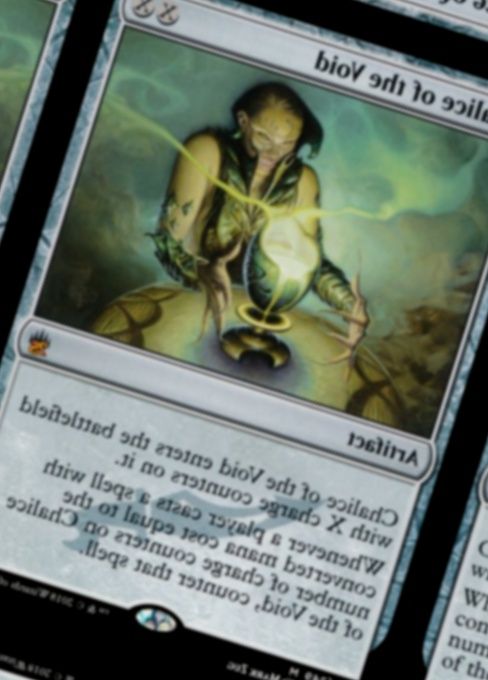 Chalice of the Void
X X
Artifact
Chalice of the Void enters the battlefield
with X charge counters on it.
Whenever a player casts a spell with
converted mana cost equal to the
number of charge counters on Chalice
of the Void, counter that spell.